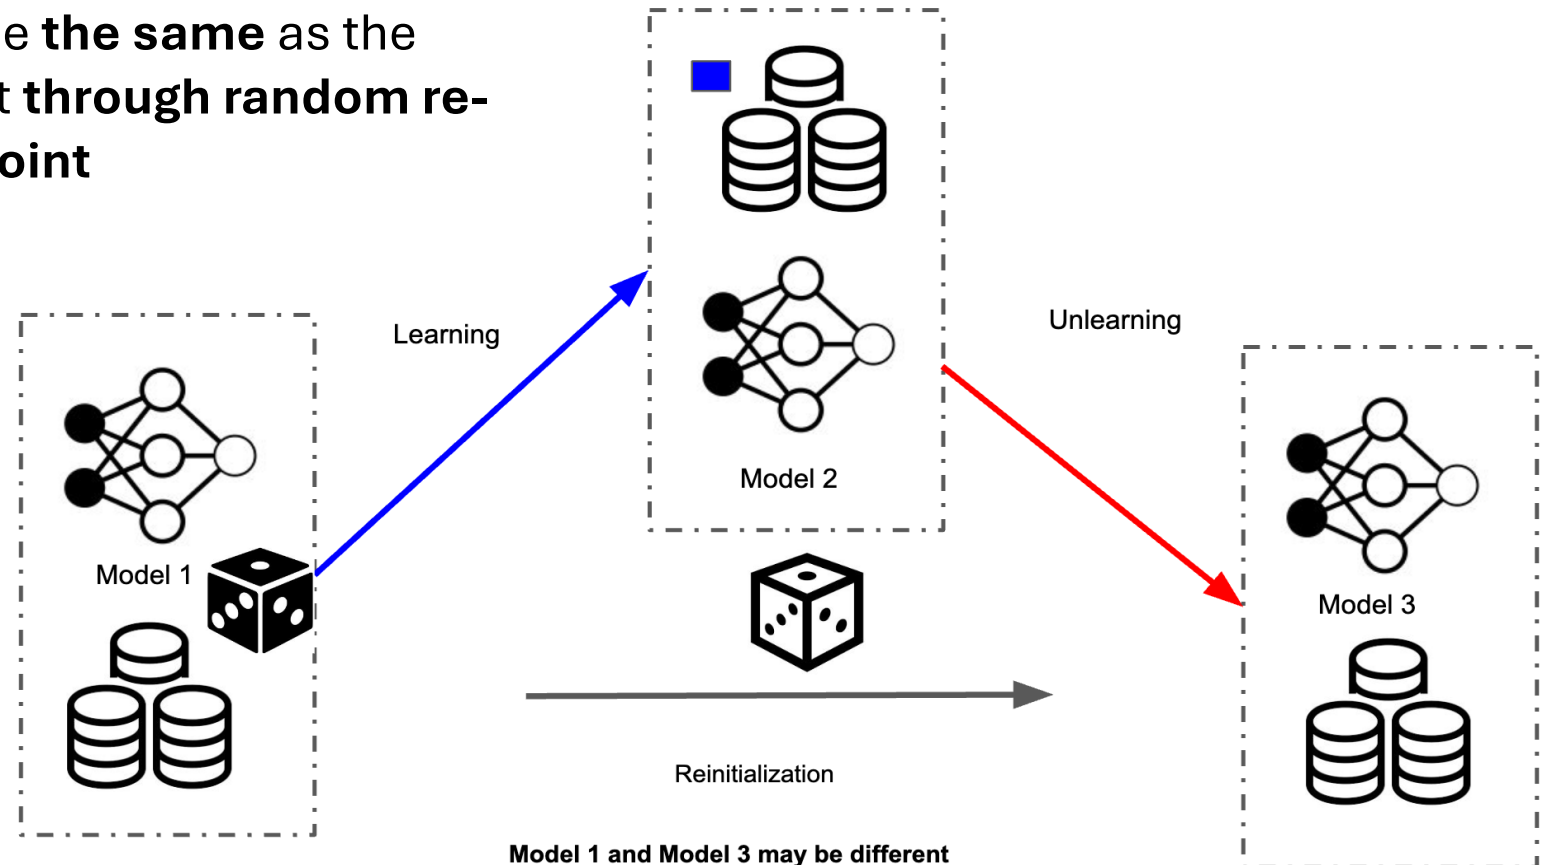 e the same as the
t through random re-
oint
Learning
Unlearning
Model 2
Model 1
Model 3
Reinitialization
Model 1 and Model 3 may be different